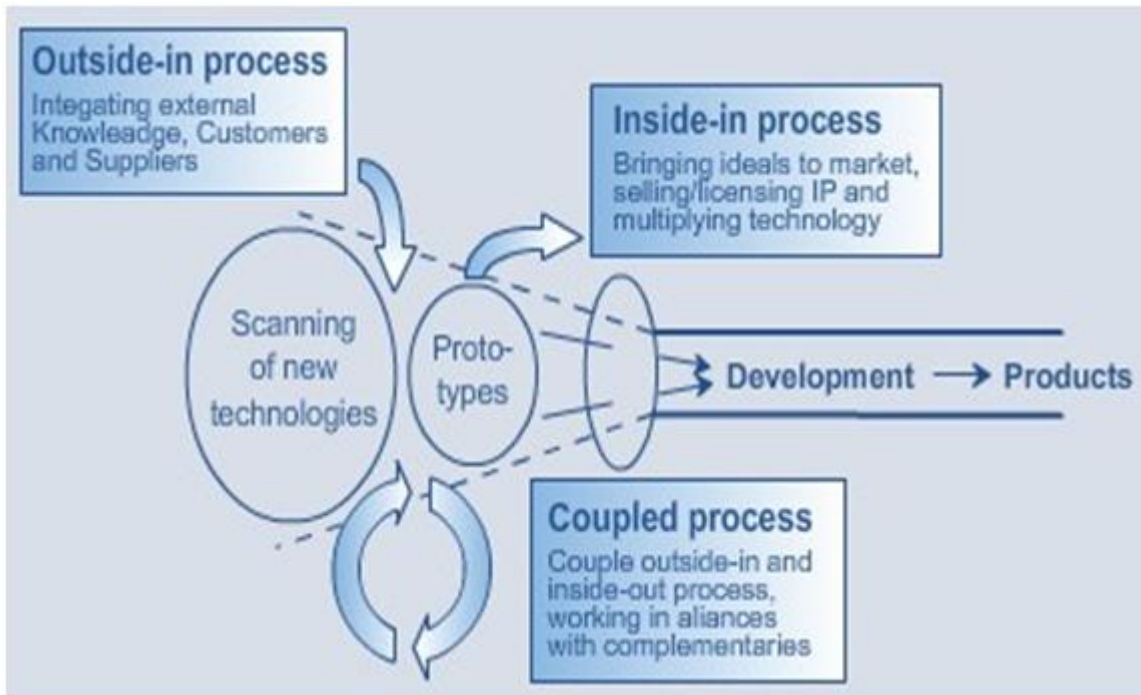 Outside-in process
Integating external
Knowleadge, Customers
and Suppliers
Inside-in process
Bringing ideals to market,
selling/licensing IP and
multiplying technology
Scanning
of new
technologies
Proto-
types
Development
Products
Coupled process
Couple outside-in and
inside-out process,
working in aliances
with complementaries